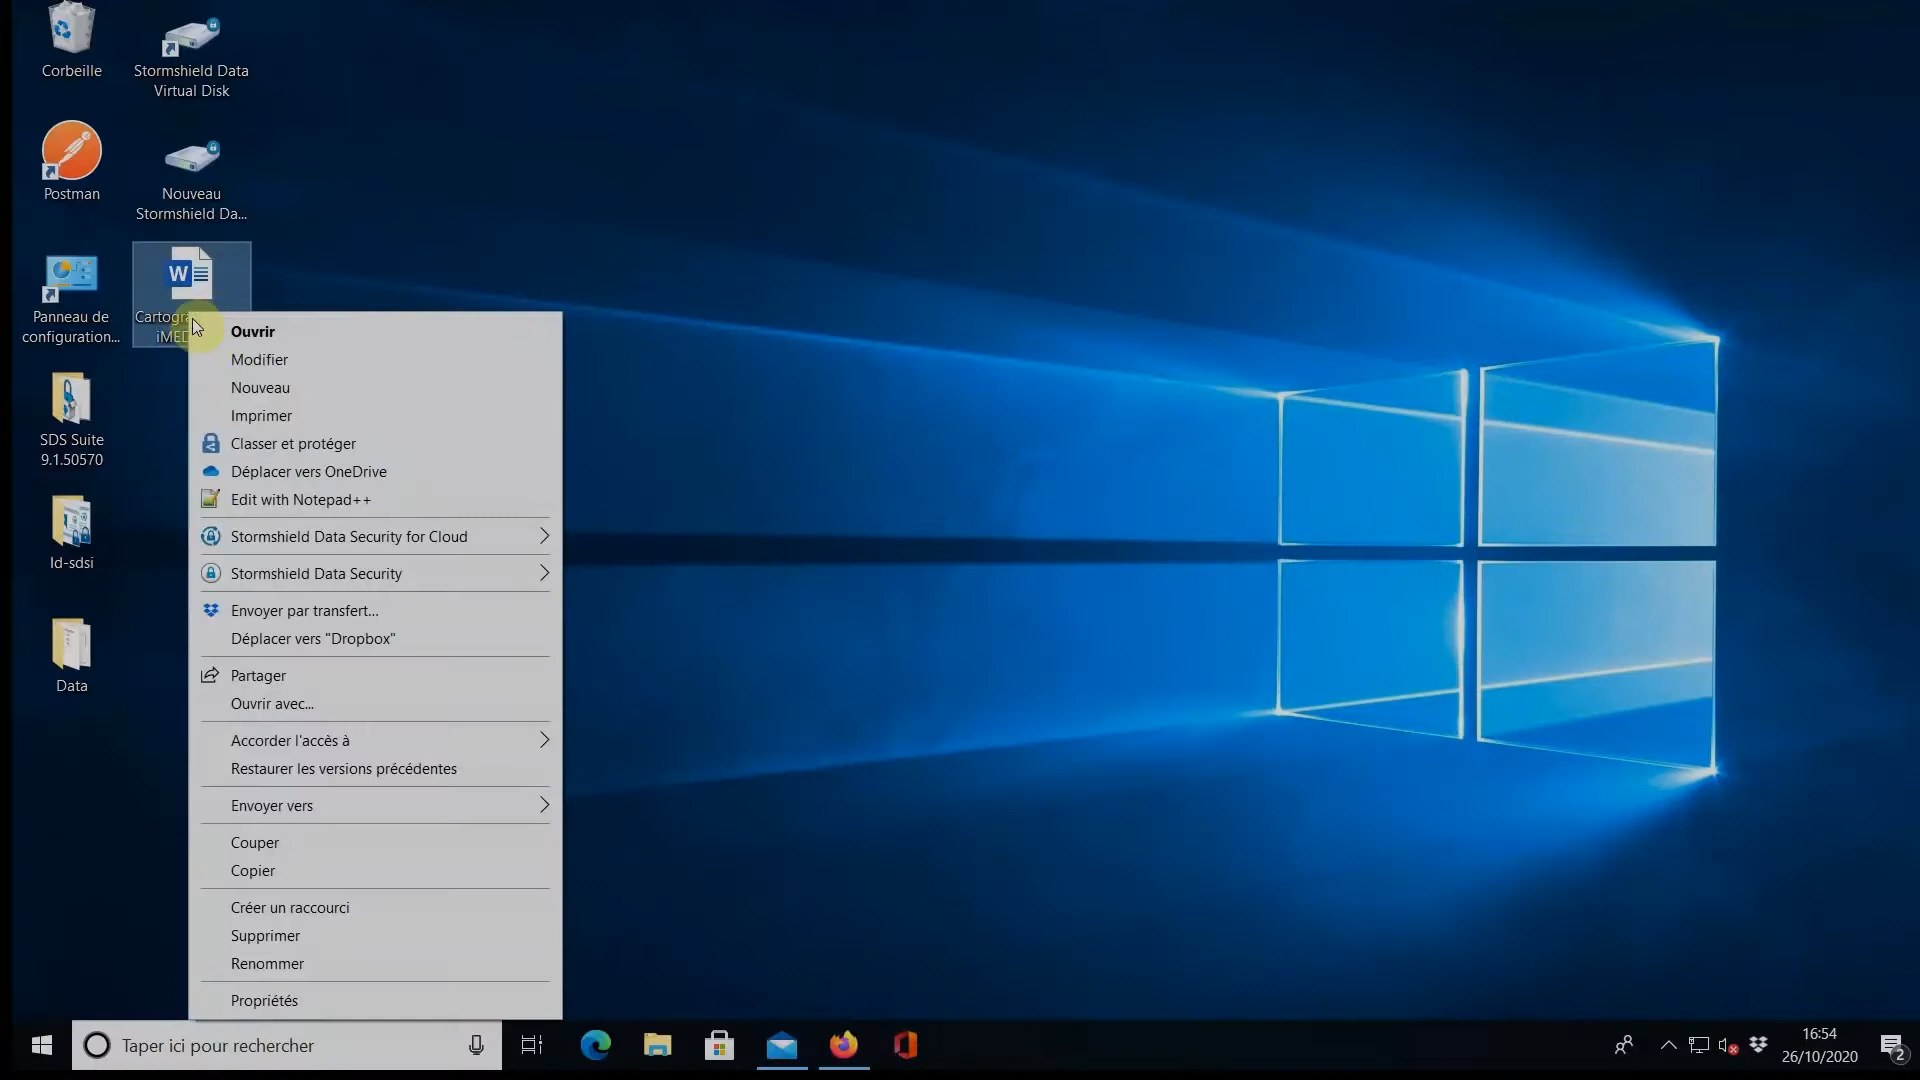 Corbeille
Stormshield Data
Virtual Disk
Postman
Nouveau
Stormshield Da...
Panneau de
configuration...
W
SDS Suite
9.1.50570
Id-sdsi
Data
Ouvrir
Modifier
Nouveau
Imprimer
Classer et protéger
Déplacer vers OneDrive
Edit with Notepad++
Stormshield Data Security for Cloud
Stormshield Data Security
Envoyer par transfert...
Déplacer vers "Dropbox"
Partager
Ouvrir avec...
Accorder l'accès à
Restaurer les versions précédentes
Envoyer vers
Couper
Copier
Créer un raccourci
Supprimer
Renommer
Propriétés
Taper ici pour rechercher
16:54
26/10/2020
2